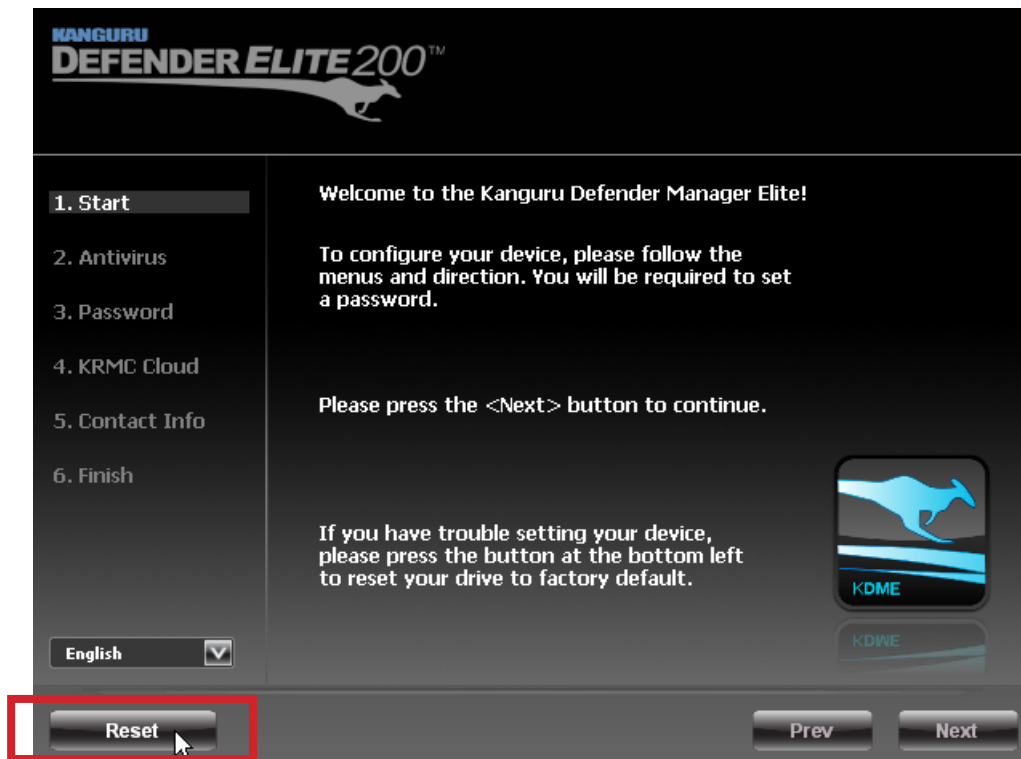 KANGURU
DEFENDER ELITE200™
1. Start
2. Antivirus
3. Password
4. KRMC Cloud
5. Contact Info
6. Finish
English
Welcome to the Kanguru Defender Manager Elite!
To configure your device, please follow the
menus and direction. You will be required to set
a password.
Please press the <Next> button to continue.
If you have trouble setting your device,
please press the button at the bottom left
to reset your drive to factory default.
KDME
KDME
Reset
Prev
Next